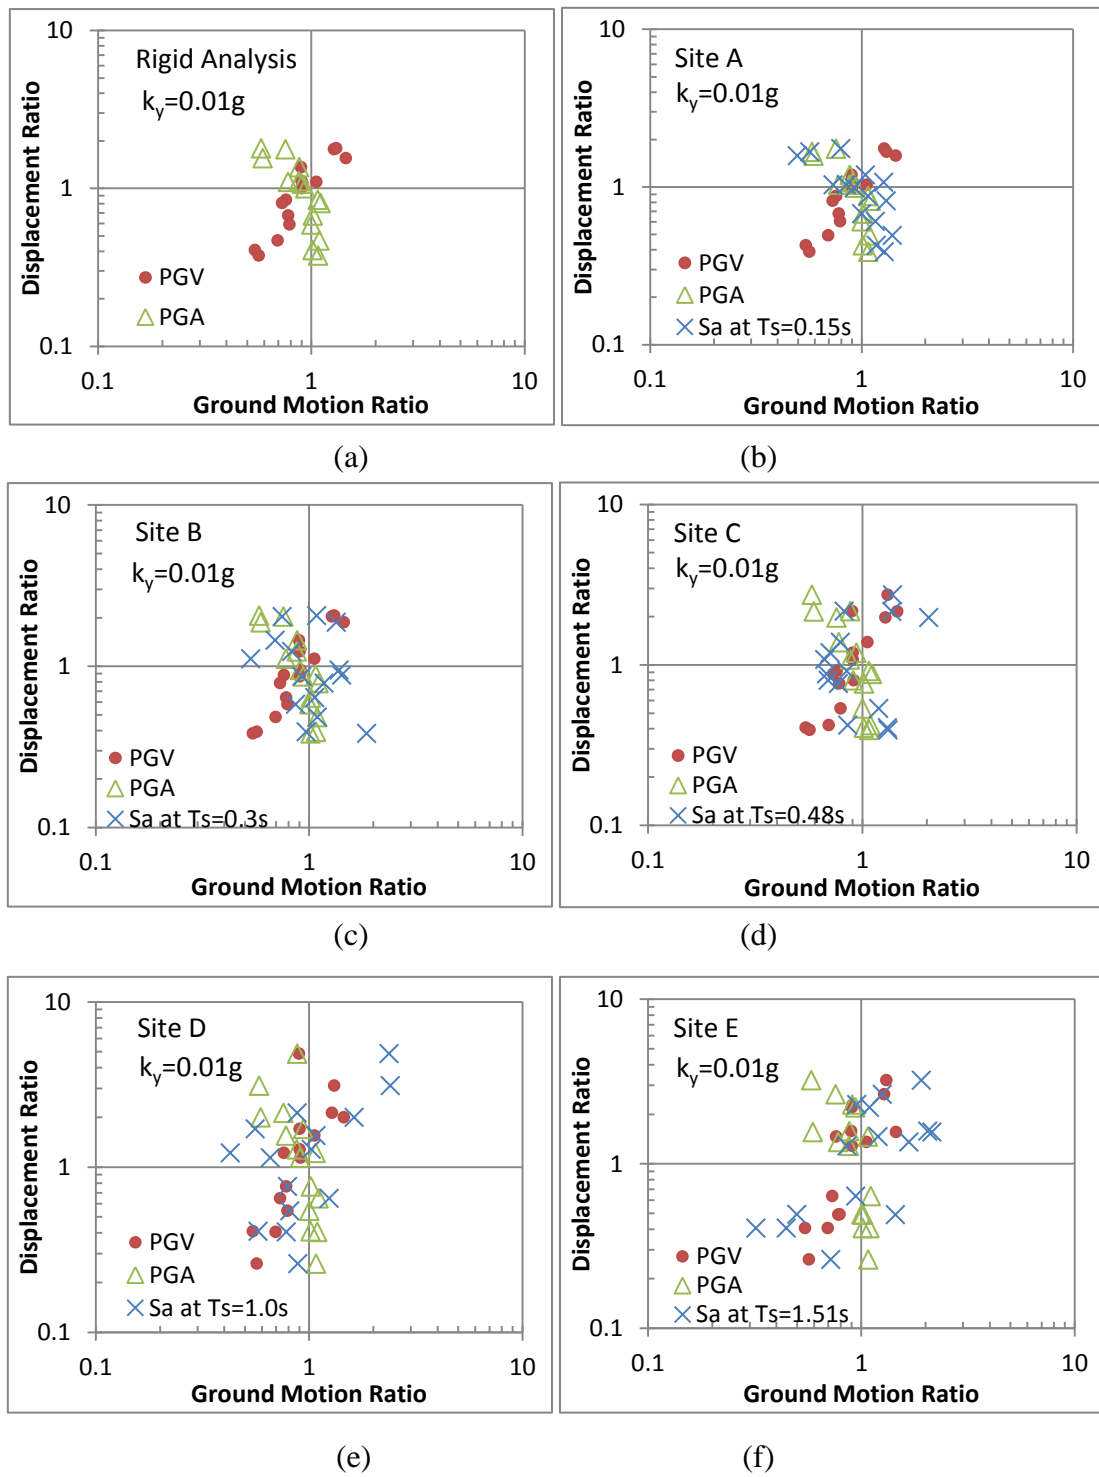 Rigid Analysis
ky=0.01g
Displacement Ratio
10
1
0.1
PGV
PGA
0.1 1 10
Ground Motion Ratio
(a)
Site A
ky=0.01g
Displacement Ratio
10
1
0.1
PGV
PGA
Sa at Ts=0.15s
0.1 1 10
Ground Motion Ratio
(b)
Site B
ky=0.01g
Displacement Ratio
10
1
0.1
PGV
PGA
Sa at Ts=0.3s
0.1 1 10
Ground Motion Ratio
(c)
Site C
ky=0.01g
Displacement Ratio
10
1
0.1
PGV
PGA
Sa at Ts=0.48s
0.1 1 10
Ground Motion Ratio
(d)
Site D
ky=0.01g
Displacement Ratio
10
1
0.1
PGV
PGA
Sa at Ts=1.0s
0.1 1 10
Ground Motion Ratio
(e)
Site E
ky=0.01g
Displacement Ratio
10
1
0.1
PGV
PGA
Sa at Ts=1.51s
0.1 1 10
Ground Motion Ratio
(f)